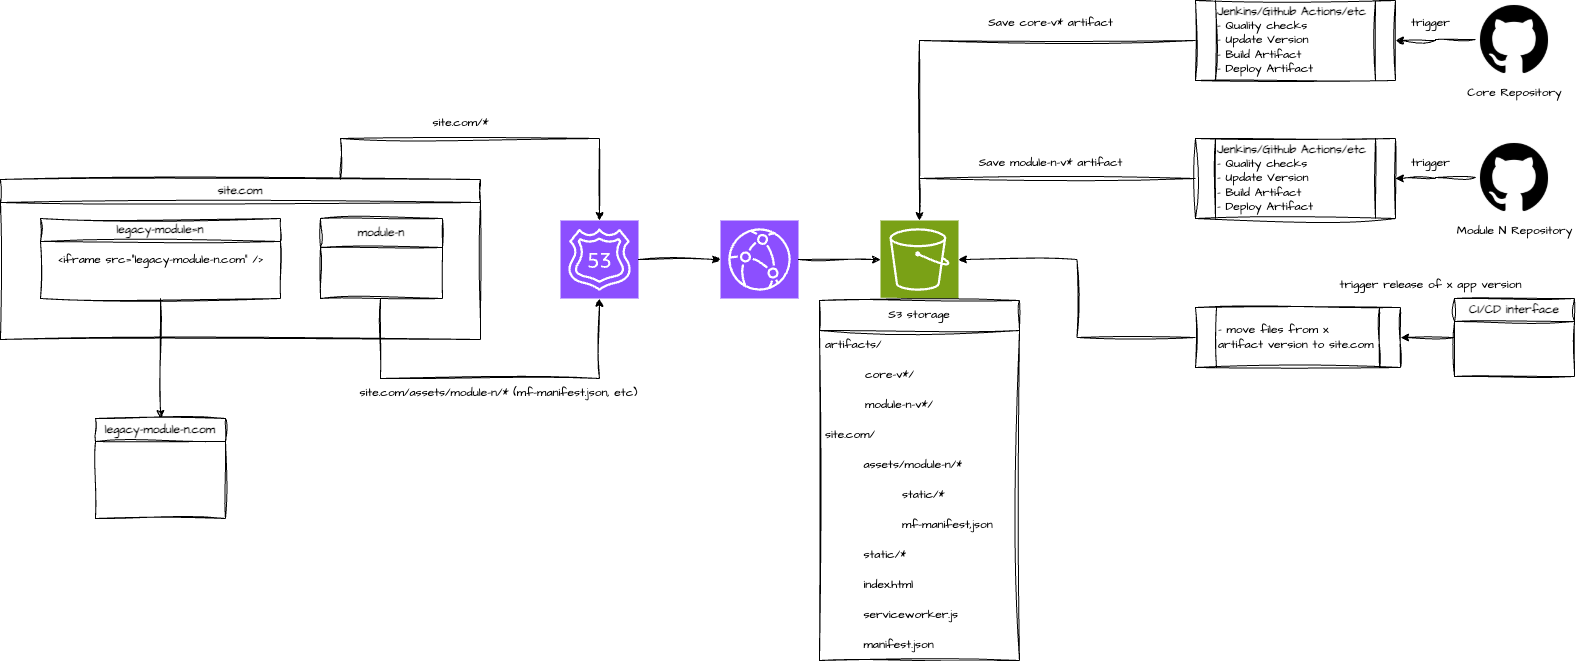 Save core-v* artifact
Jenkins/Github Actions/etc
- Quality checks
- Update Version
- Build Artifact
- Deploy Artifact
trigger
Core Repository
site.com/*
Save module-n-v* artifact
Jenkins/Github Actions/etc
- Quality checks
- Update Version
- Build Artifact
- Deploy Artifact
trigger
Module N Repository
site.com
legacy-module=n
<iframe src="legacy-module-n.com" />
module-n
53
trigger release of x app version
CI/CD interface
- move files from x
artifact version to site.com
site.com/assets/module-n/* (mf-manifest.json, etc)
legacy-module-n.com
S3 storage
artifacts/
core-v*/
module-n-v*/
site.com/
assets/module-n/*
static/*
mf-manifest,json
static/*
index.html
serviceworker.js
manifest.json